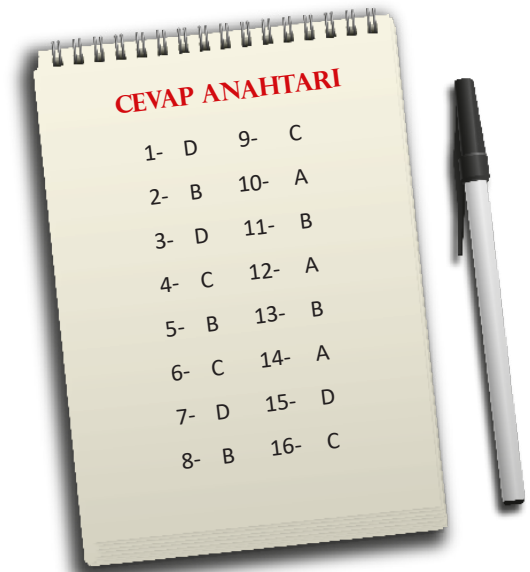 CEVAP ANAHTARI
1- D 9- C
2- B 10- A
3- D 11- B
4- C 12- A
5- B 13- B
6- C 14- A
7- D 15- D
8- B 16- C